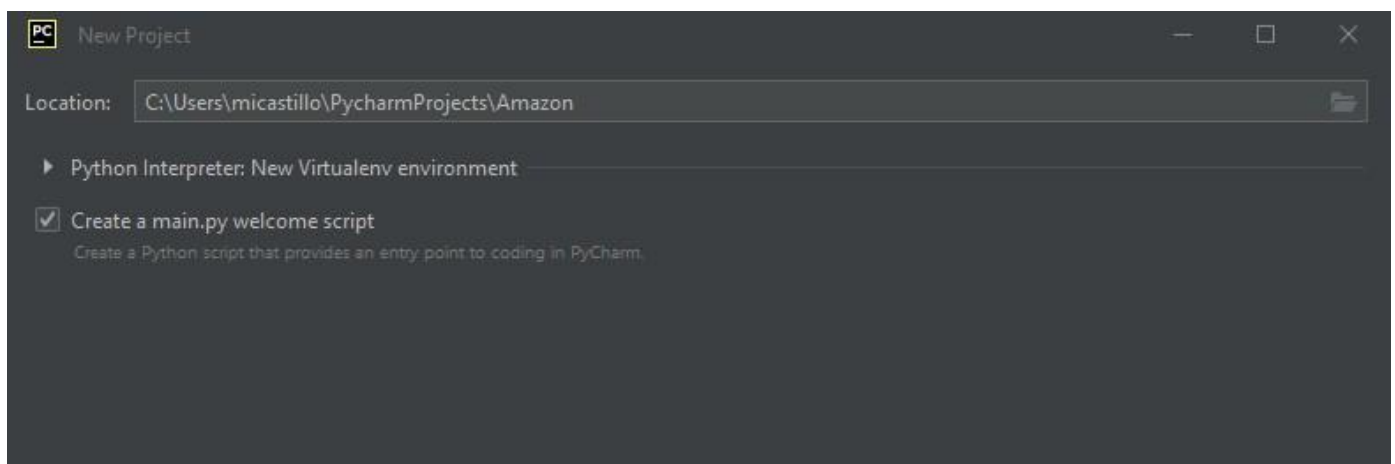 PC New Project
Location: C:\Users\micastillo\PycharmProjects\Amazon
Python Interpreter: New Virtualenv environment
Create a main.py welcome script
Create a Python script that provides an entry point to coding in PyCharm.